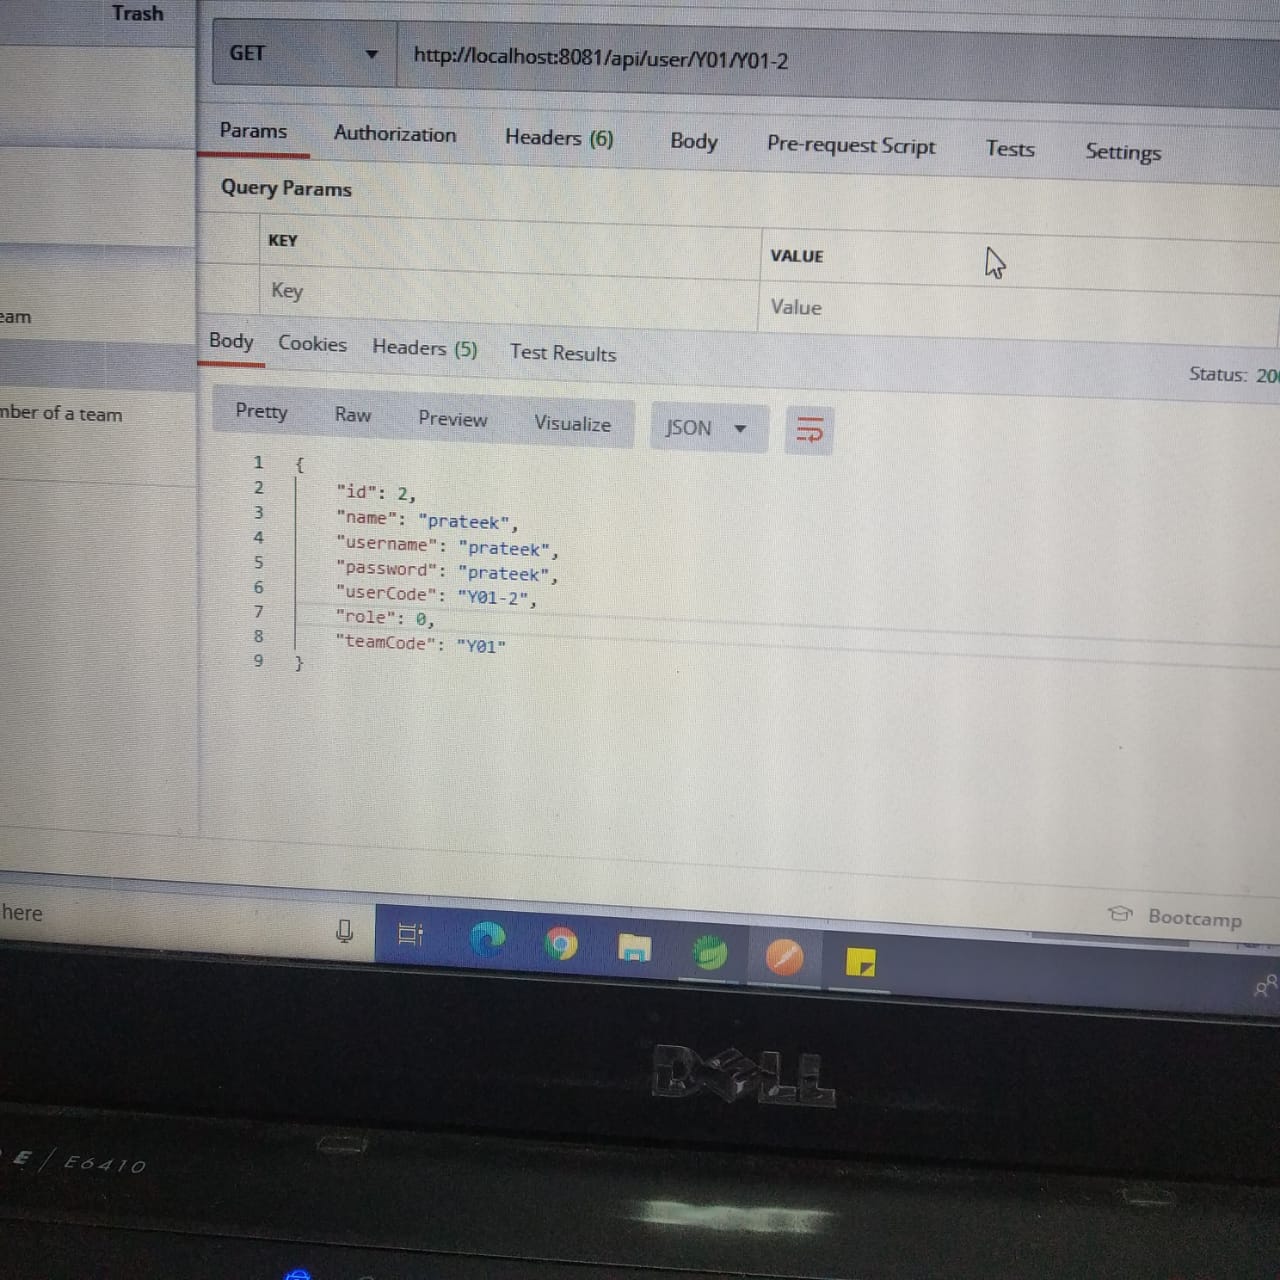 Trash
GET
http://localhost:8081/api/user/Y01/Y01-2
Params Authorization Headers (6) Body Pre-request Script Tests Settings
Query Params
KEY VALUE
Key Value
eam
Body Cookies Headers (5) Test Results
Status: 20
mber of a team
Pretty Raw Preview Visualize JSON
1 {
2 "id": 2,
3 "name": "prateek",
4 "username": "prateek",
5 "password": "prateek",
6 "userCode": "Y01-2",
7 "role": 0,
8 "teamCode": "Y01"
9 }
here
Bootcamp
DELL
E / E6410